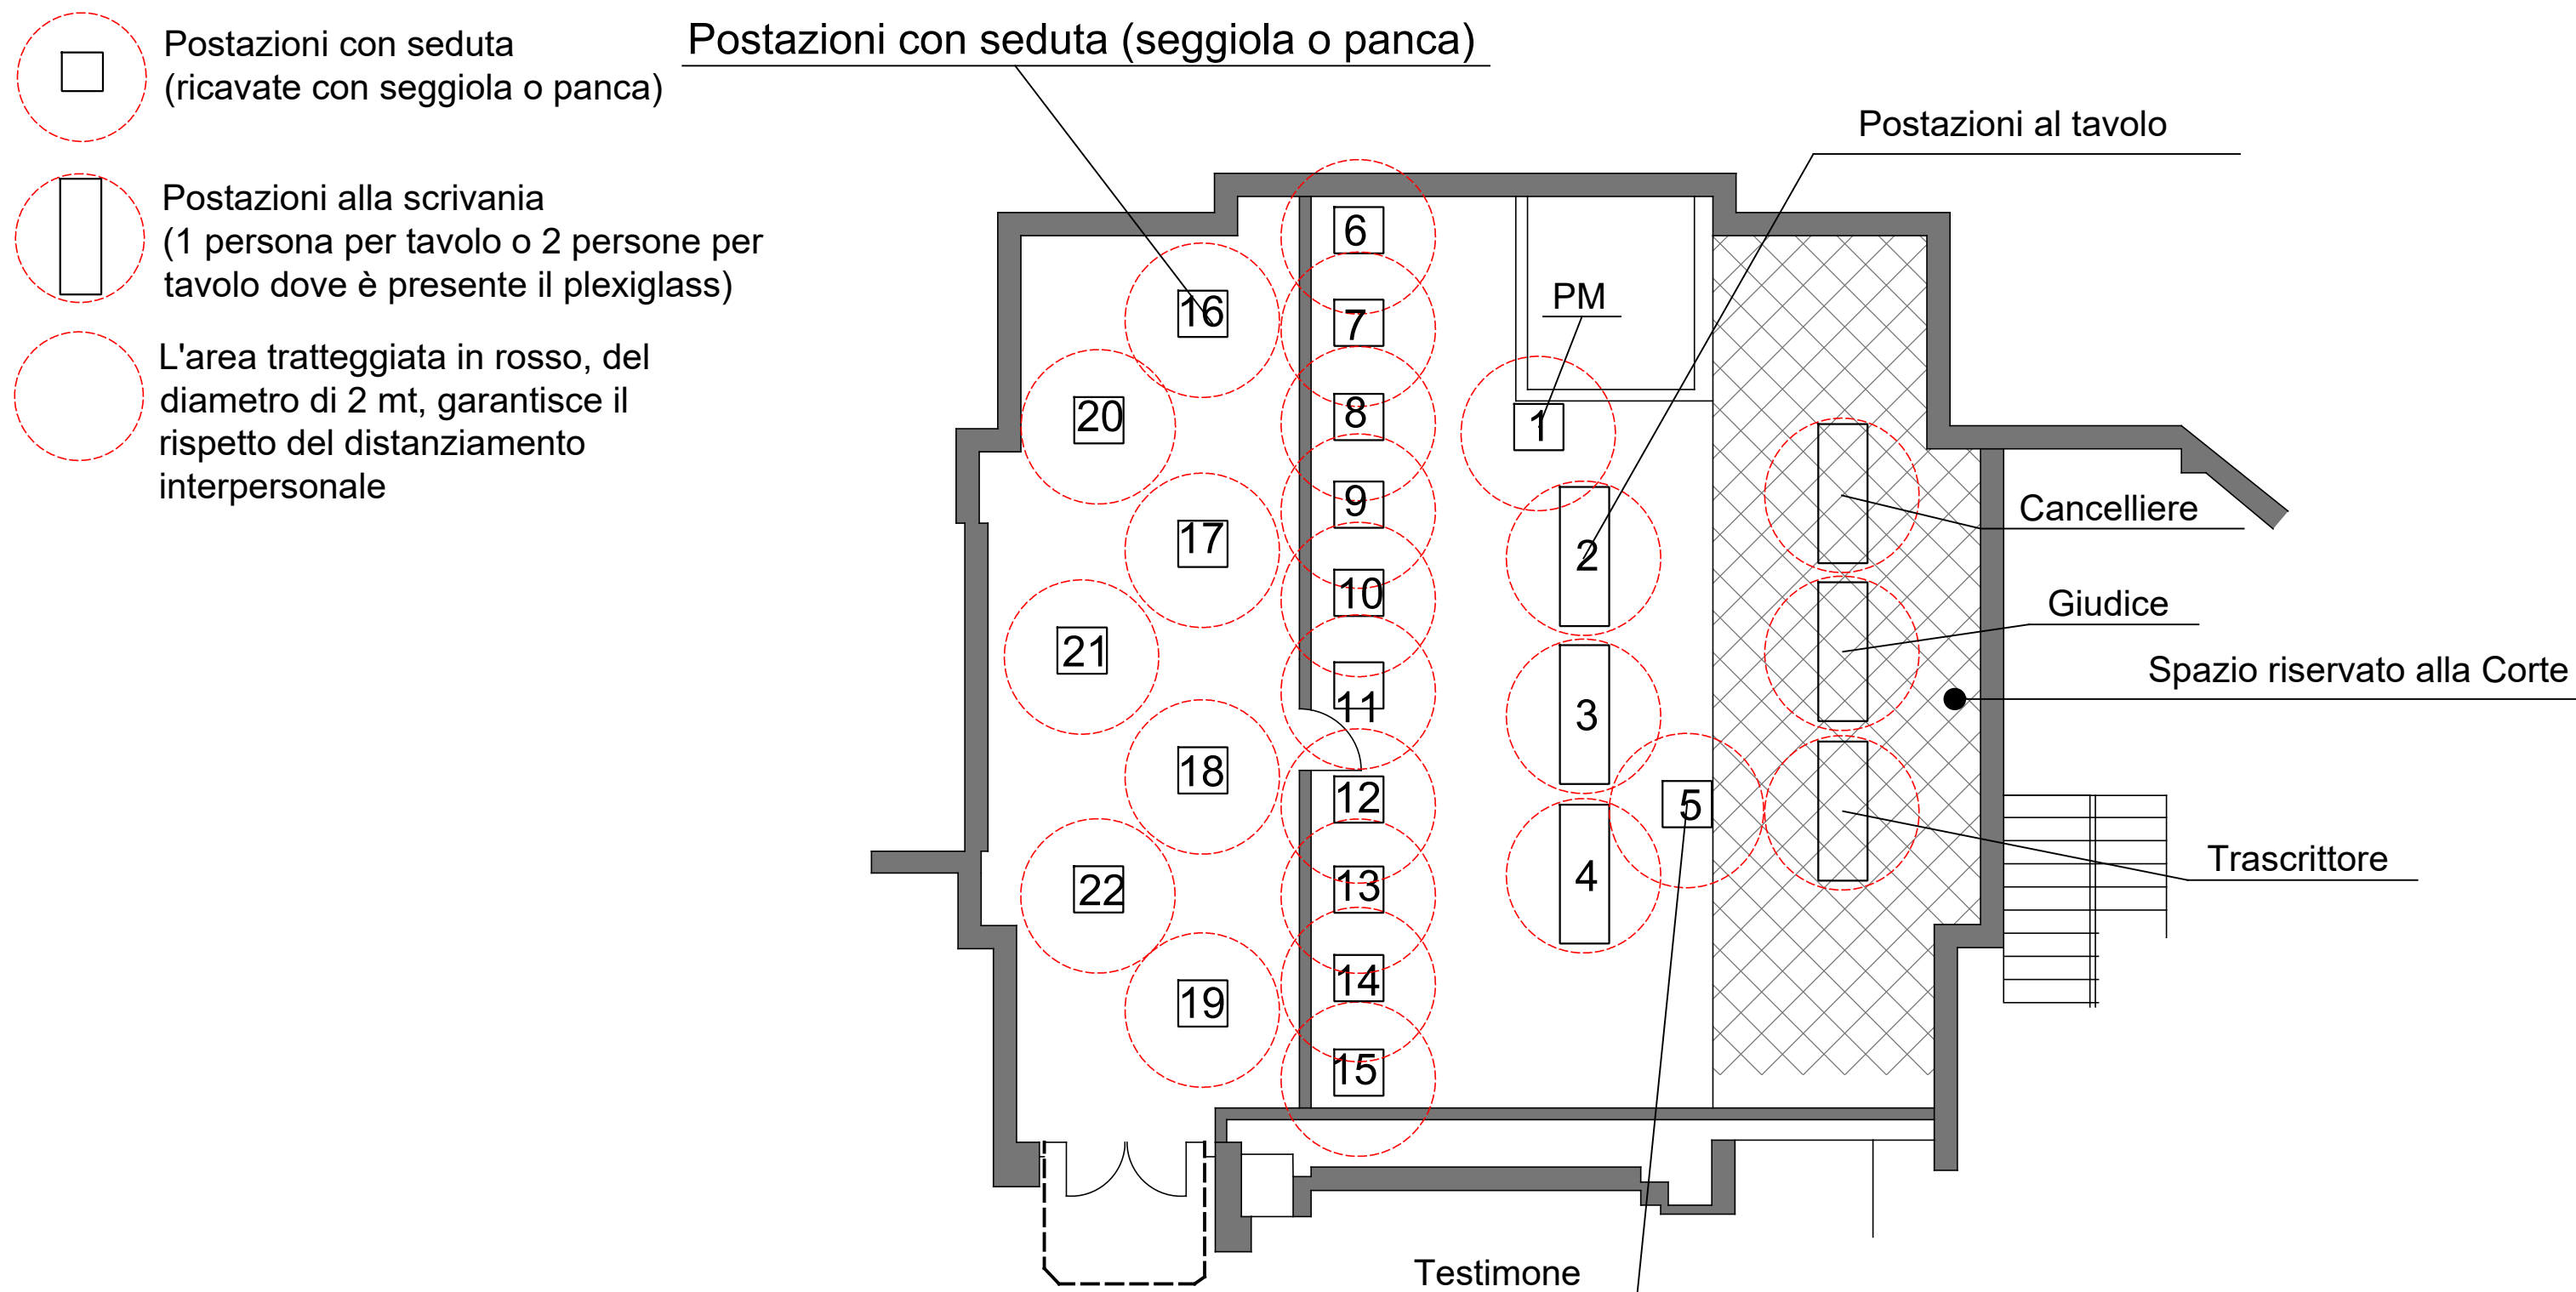 Postazioni con seduta
(ricavate con seggiola o panca)
Postazioni alla scrivania
(1 persona per tavolo o 2 persone per
tavolo dove è presente il plexiglass)
L'area tratteggiata in rosso, del
diametro di 2 mt, garantisce il
rispetto del distanziamento
interpersonale
Postazioni con seduta (seggiola o panca)
Postazioni al tavolo
PM
Cancelliere
Giudice
Spazio riservato alla Corte
Trascrittore
Testimone
1
2
3
4
5
6
7
8
9
10
11
12
13
14
15
16
17
18
19
20
21
22